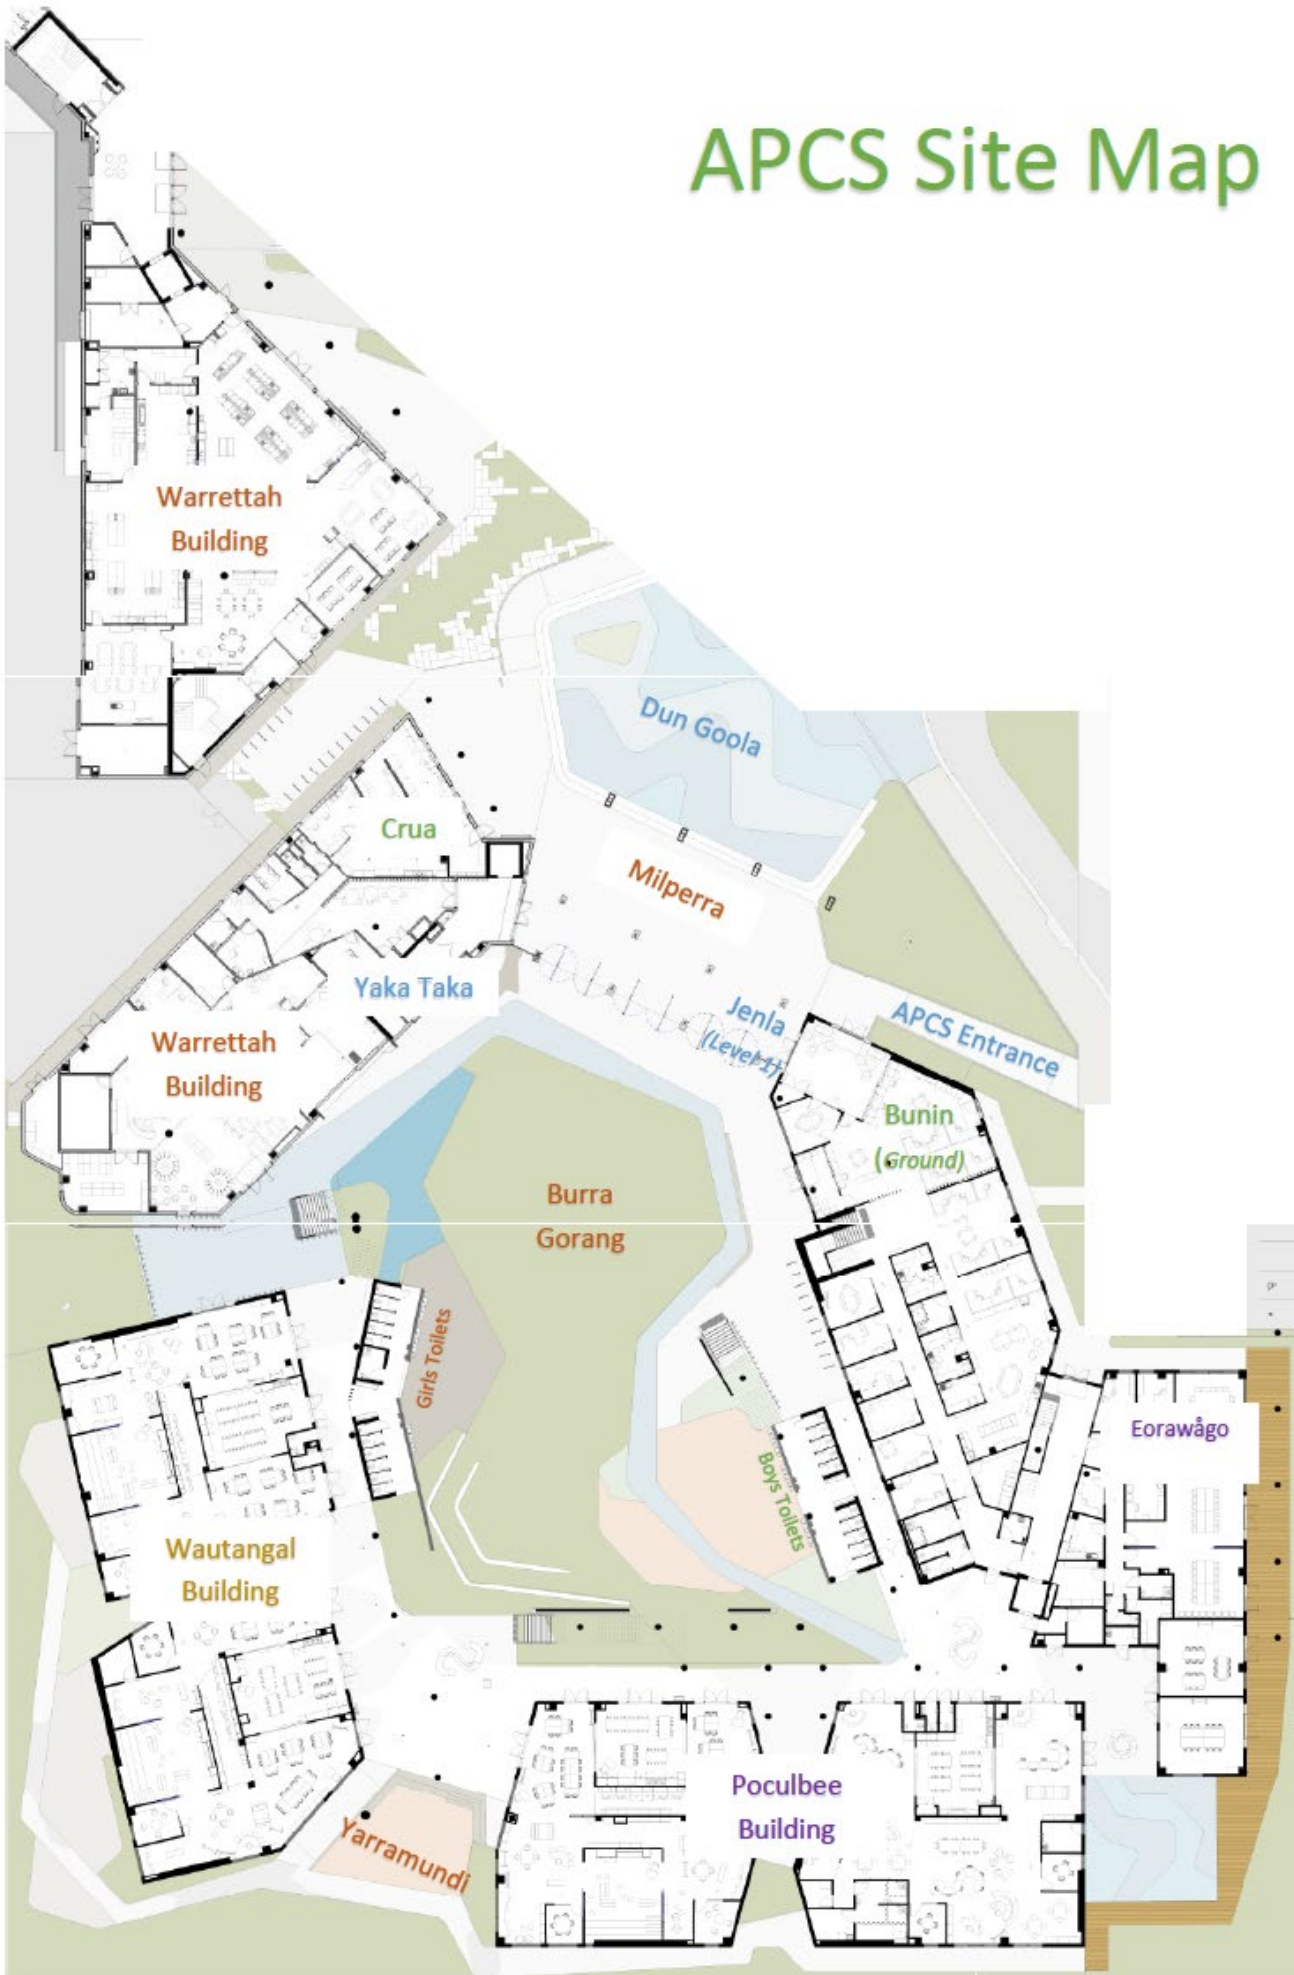 APCS Site Map
Warrettah
Building
Dun Goola
Crua
Milperra
Yaka Taka
Jenla
(Level 1)
APCS Entrance
Warrettah
Building
Bunin
(Ground)
Burra
Gorang
Girls Toilets
Eorawågo
Boys Toilets
Wautangal
Building
Poculbee
Building
Yarramundi